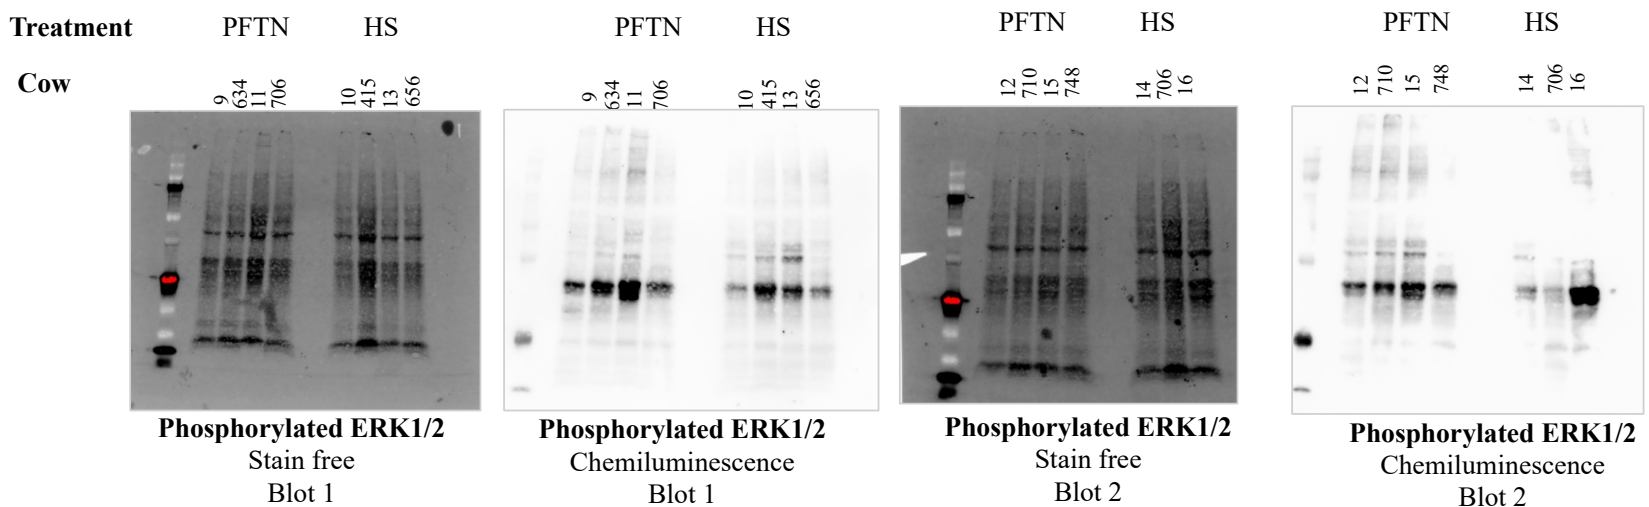 Treatment PFTN HS PFTN HS PFTN HS PFTN HS
Cow 9 634 11 706 10 415 13 656 9 634 11 706 10 415 13 656 12 710 15 748 14 706 16 12 710 15 748 14 706 16
Phosphorylated ERK1/2 Phosphorylated ERK1/2 Phosphorylated ERK1/2 Phosphorylated ERK1/2
Stain free Chemiluminescence Stain free Chemiluminescence
Blot 1 Blot 1 Blot 2 Blot 2